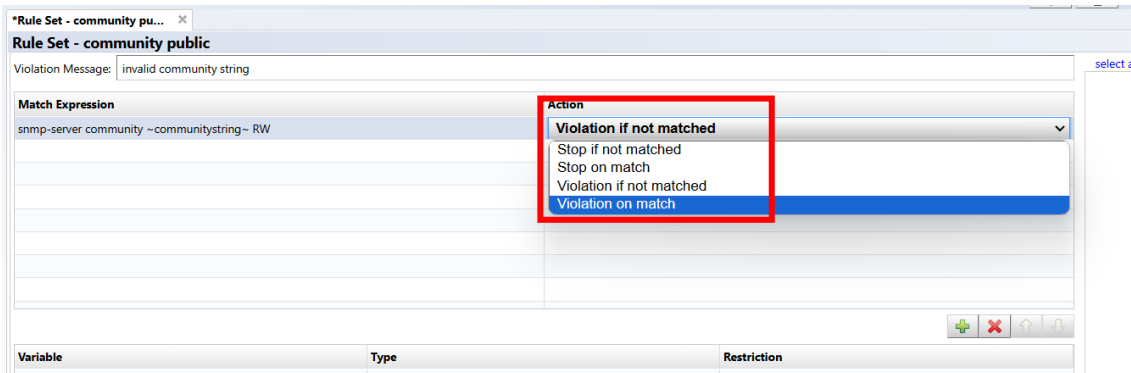 *Rule Set - community pu...
Rule Set - community public
Violation Message: invalid community string
select a
Match Expression Action
snmp-server community ~communitystring~ RW Violation if not matched
Stop if not matched
Stop on match
Violation if not matched
Violation on match
Variable Type Restriction